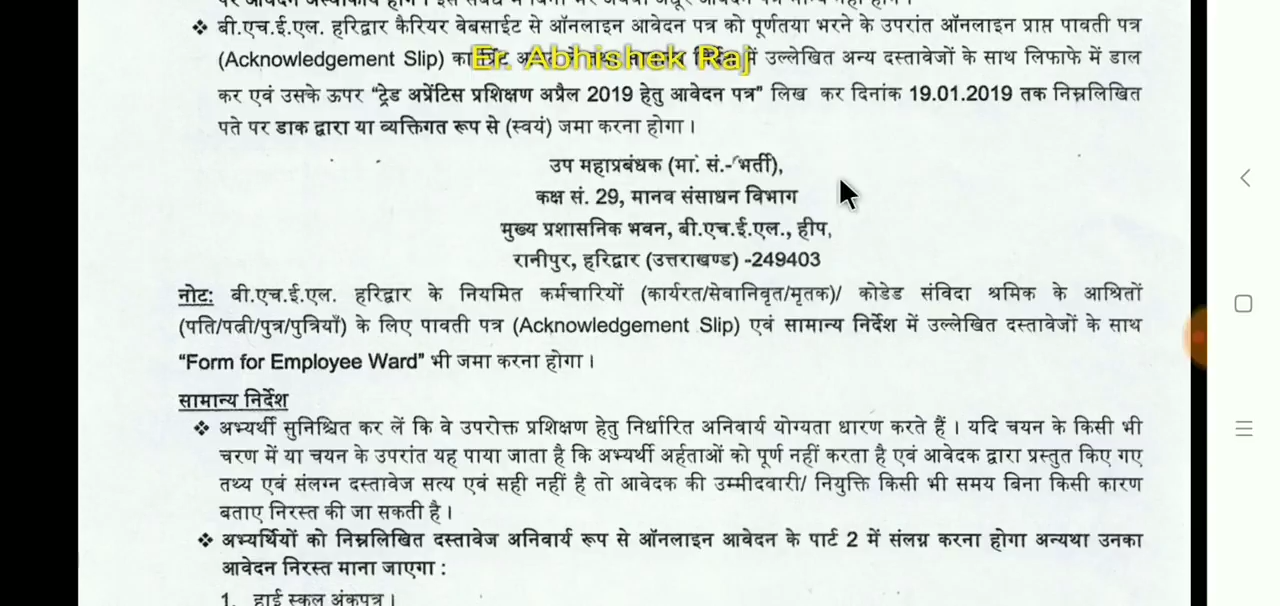 ❖ बी.एच.ई.एल. हरिद्वार कैरियर वेबसाईट से ऑनलाइन आवेदन पत्र को पूर्णतया भरने के उपरांत ऑनलाइन प्राप्त पावती पत्र
(Acknowledgement Slip) का में उल्लेखित अन्य दस्तावेजों के साथ लिफाफे में डाल
Er. Abhishek Raj
कर एवं उसके ऊपर “ट्रेड अप्रेंटिस प्रशिक्षण अप्रैल 2019 हेतु आवेदन पत्र” लिख कर दिनांक 19.01.2019 तक निम्नलिखित
पते पर डाक द्वारा या व्यक्तिगत रूप से (स्वयं) जमा करना होगा।
उप महाप्रबंधक (मा. सं.-भर्ती),
कक्ष सं. 29, मानव संसाधन विभाग
मुख्य प्रशासनिक भवन, बी.एच.ई.एल., हीप,
रानीपुर, हरिद्वार (उत्तराखण्ड) -249403
नोट: बी.एच.ई.एल. हरिद्वार के नियमित कर्मचारियों (कार्यरत/सेवानिवृत/मृतक)/ कोडेड संविदा श्रमिक के आश्रितों
(पति/पत्नी/पुत्र/पुत्रियाँ) के लिए पावती पत्र (Acknowledgement Slip) एवं सामान्य निर्देश में उल्लेखित दस्तावेजों के साथ
“Form for Employee Ward” भी जमा करना होगा।
सामान्य निर्देश
❖ अभ्यर्थी सुनिश्चित कर लें कि वे उपरोक्त प्रशिक्षण हेतु निर्धारित अनिवार्य योग्यता धारण करते हैं। यदि चयन के किसी भी
चरण में या चयन के उपरांत यह पाया जाता है कि अभ्यर्थी अर्हताओं को पूर्ण नहीं करता है एवं आवेदक द्वारा प्रस्तुत किए गए
तथ्य एवं संलग्न दस्तावेज सत्य एवं सही नहीं है तो आवेदक की उम्मीदवारी/ नियुक्ति किसी भी समय बिना किसी कारण
बताए निरस्त की जा सकती है।
❖ अभ्यर्थियों को निम्नलिखित दस्तावेज अनिवार्य रूप से ऑनलाइन आवेदन के पार्ट 2 में संलग्न करना होगा अन्यथा उनका
आवेदन निरस्त माना जाएगा :
1. हाई स्कूल अंकपत्र।